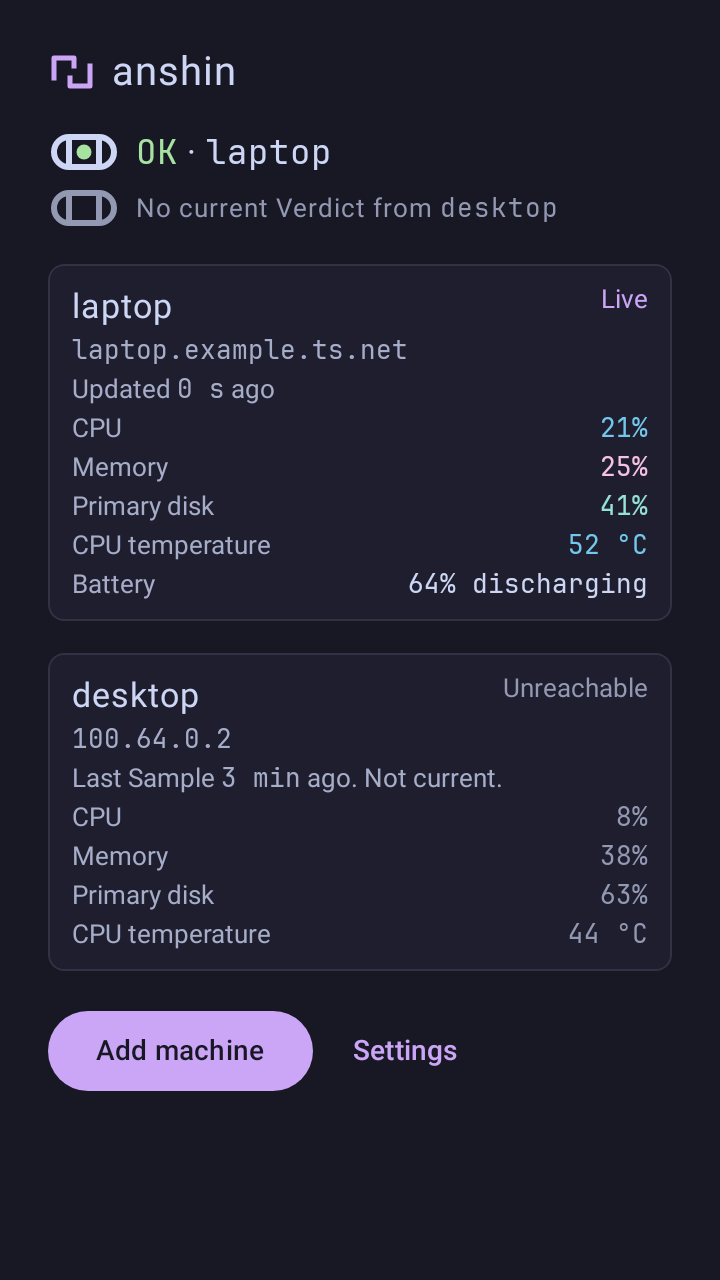 anshin
OK · laptop
No current Verdict from desktop
laptop Live
laptop.example.ts.net
Updated 0 s ago
CPU 21%
Memory 25%
Primary disk 41%
CPU temperature 52 °C
Battery 64% discharging
desktop Unreachable
100.64.0.2
Last Sample 3 min ago. Not current.
CPU 8%
Memory 38%
Primary disk 63%
CPU temperature 44 °C
Add machine Settings